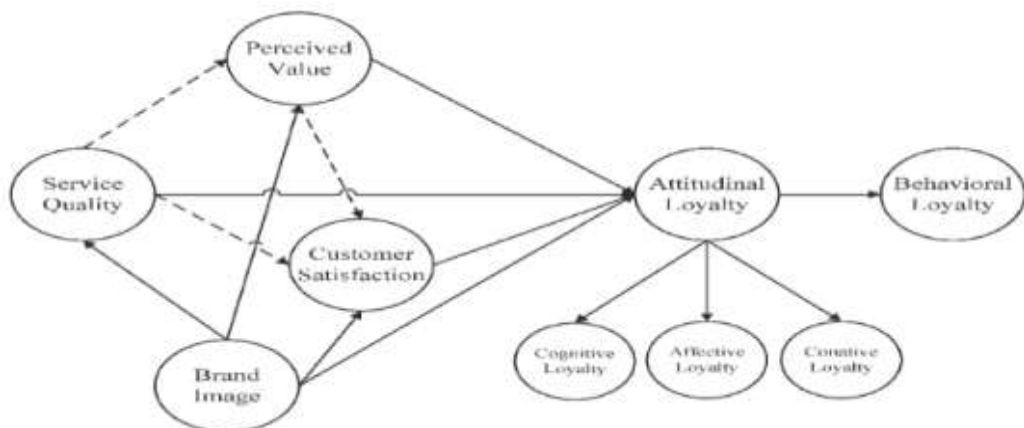 Perceived
Value
Service
Quality
Attitudinal
Loyalty
Behavioral
Loyalty
Customer
Satisfaction
Cognitive
Loyalty
Affective
Loyalty
Conative
Loyalty
Brand
Image